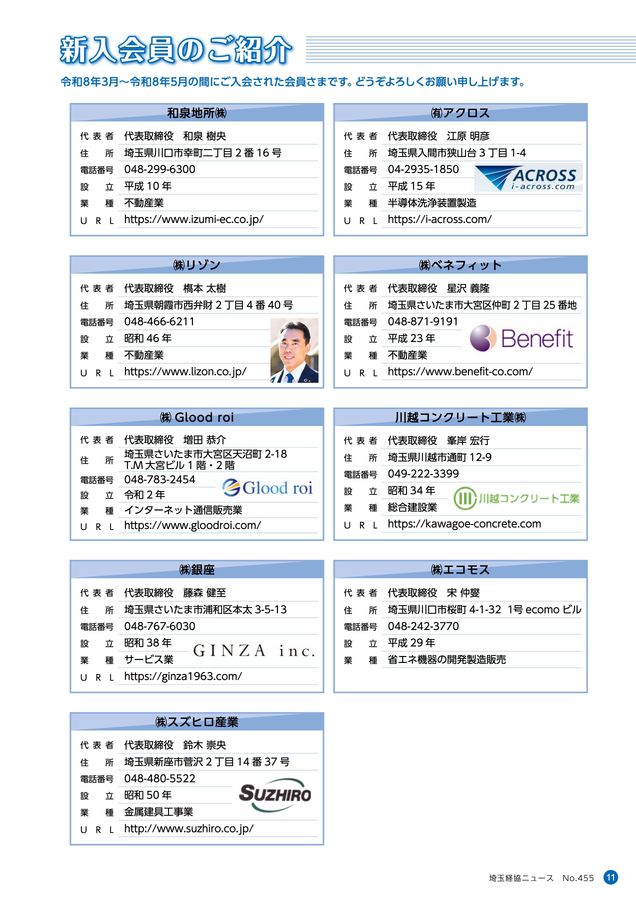 新入会員のご紹介
令和8年3月～令和8年5月の間にご入会された会員さまです。どうぞよろしくお願い申し上げます。
和泉地所㈱
代表者 代表取締役 和泉 樹央
住所 埼玉県川口市幸町二丁目2番16号
電話番号 048-299-6300
設立 平成10年
業種 不動産業
URL https://www.izumi-ec.co.jp/
㈲アクロス
代表者 代表取締役 江原 明彦
住所 埼玉県入間市狭山台3丁目1-4
電話番号 04-2935-1850
設立 平成15年
業種 半導体洗浄装置製造
URL https://i-across.com/
ACROSS
i-across.com
㈱リゾン
代表者 代表取締役 橋本 太樹
住所 埼玉県朝霞市西弁財2丁目4番40号
電話番号 048-466-6211
設立 昭和46年
業種 不動産業
URL https://www.lizon.co.jp/
㈱ベネフィット
代表者 代表取締役 星沢 義隆
住所 埼玉県さいたま市大宮区仲町2丁目25番地
電話番号 048-871-9191
設立 平成23年
業種 不動産業
URL https://www.benefit-co.com/
Benefit
㈱Glood roi
代表者 代表取締役 増田 恭介
住所 埼玉県さいたま市大宮区天沼町2-18
T.M大宮ビル1階・2階
電話番号 048-783-2454
設立 令和2年
業種 インターネット通信販売業
URL https://www.gloodroi.com/
Glood roi
川越コンクリート工業㈱
代表者 代表取締役 峯岸 宏行
住所 埼玉県川越市通町12-9
電話番号 049-222-3399
設立 昭和34年
業種 総合建設業
URL https://kawagoe-concrete.com
川越コンクリート工業
㈱銀座
代表者 代表取締役 藤森 健至
住所 埼玉県さいたま市浦和区本太3-5-13
電話番号 048-767-6030
設立 昭和38年
業種 サービス業
URL https://ginza1963.com/
GINZA inc.
㈱エコモス
代表者 代表取締役 宋 仲燮
住所 埼玉県川口市桜町4-1-32 1号ecomoビル
電話番号 048-242-3770
設立 平成29年
業種 省エネ機器の開発製造販売
㈱スズヒロ産業
代表者 代表取締役 鈴木 崇央
住所 埼玉県新座市菅沢2丁目14番37号
電話番号 048-480-5522
設立 昭和50年
業種 金属建具工事業
URL http://www.suzhiro.co.jp/
SUZHIRO
埼玉経協ニュース No.455 11